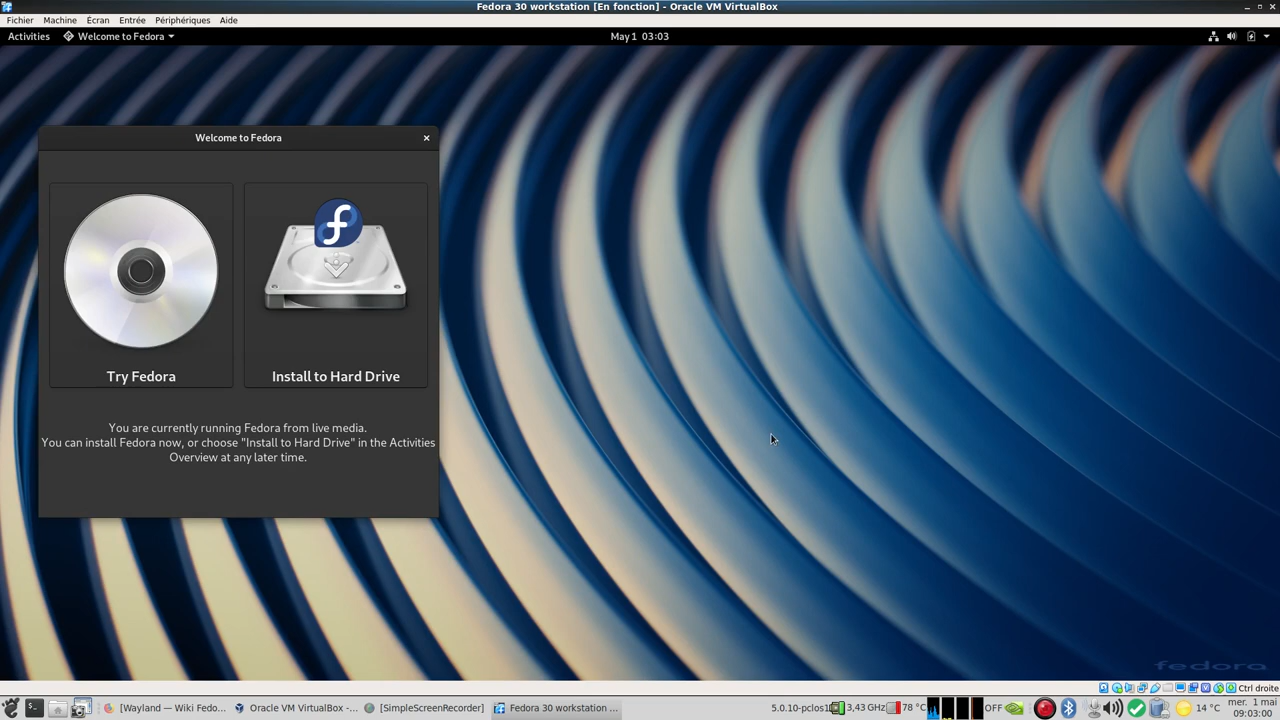 Fedora 30 workstation [En fonction] - Oracle VM VirtualBox
Fichier Machine Écran Entrée Périphériques Aide
Activities Welcome to Fedora May 1 03:03
Welcome to Fedora
Try Fedora Install to Hard Drive
You are currently running Fedora from live media.
You can install Fedora now, or choose "Install to Hard Drive" in the Activities
Overview at any later time.
fedora
Ctrl droite
[Wayland — Wiki Fedo... Oracle VM VirtualBox -... [SimpleScreenRecorder] Fedora 30 workstation ... 5.0.10-pclos1 3,43 GHz 78 °C OFF 14 °C mer. 1 mai
09:03:00